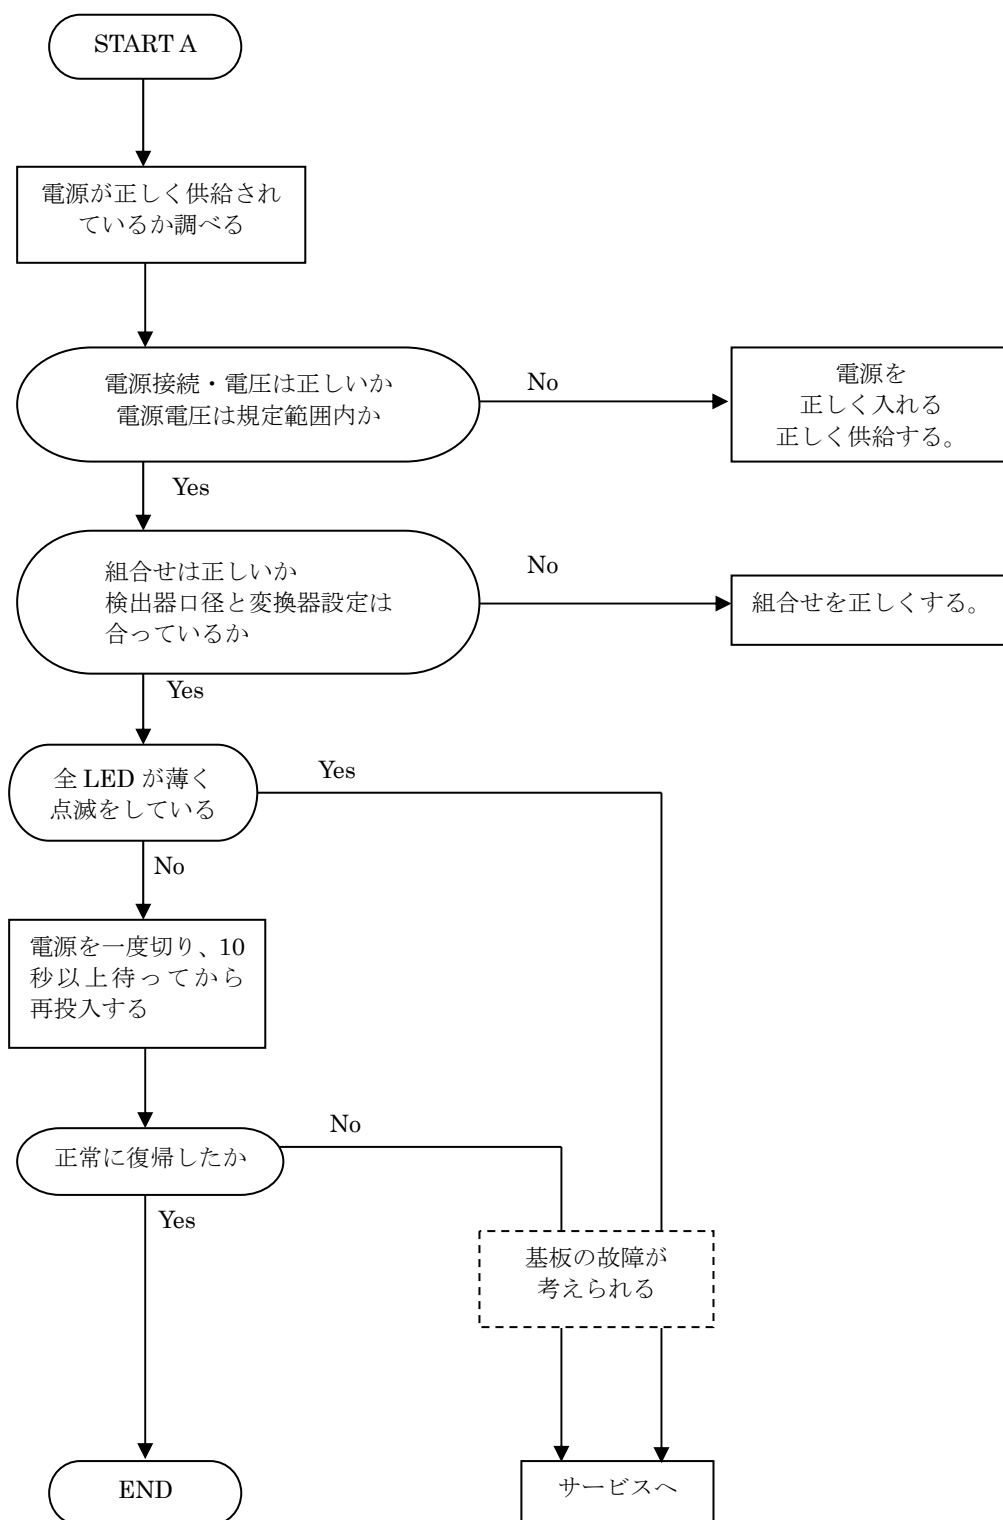 START A
電源が正しく供給され
ているか調べる
電源接続・電圧は正しいか
電源電圧は規定範囲内か
No
電源を
正しく入れる
正しく供給する。
Yes
組合せは正しいか
検出器口径と変換器設定は
合っているか
No
組合せを正しくする。
Yes
全 LED が薄く
点滅をしている
Yes
No
電源を一度切り、10
秒以上待ってから
再投入する
正常に復帰したか
No
Yes
基板の故障が
考えられる
END
サービスへ